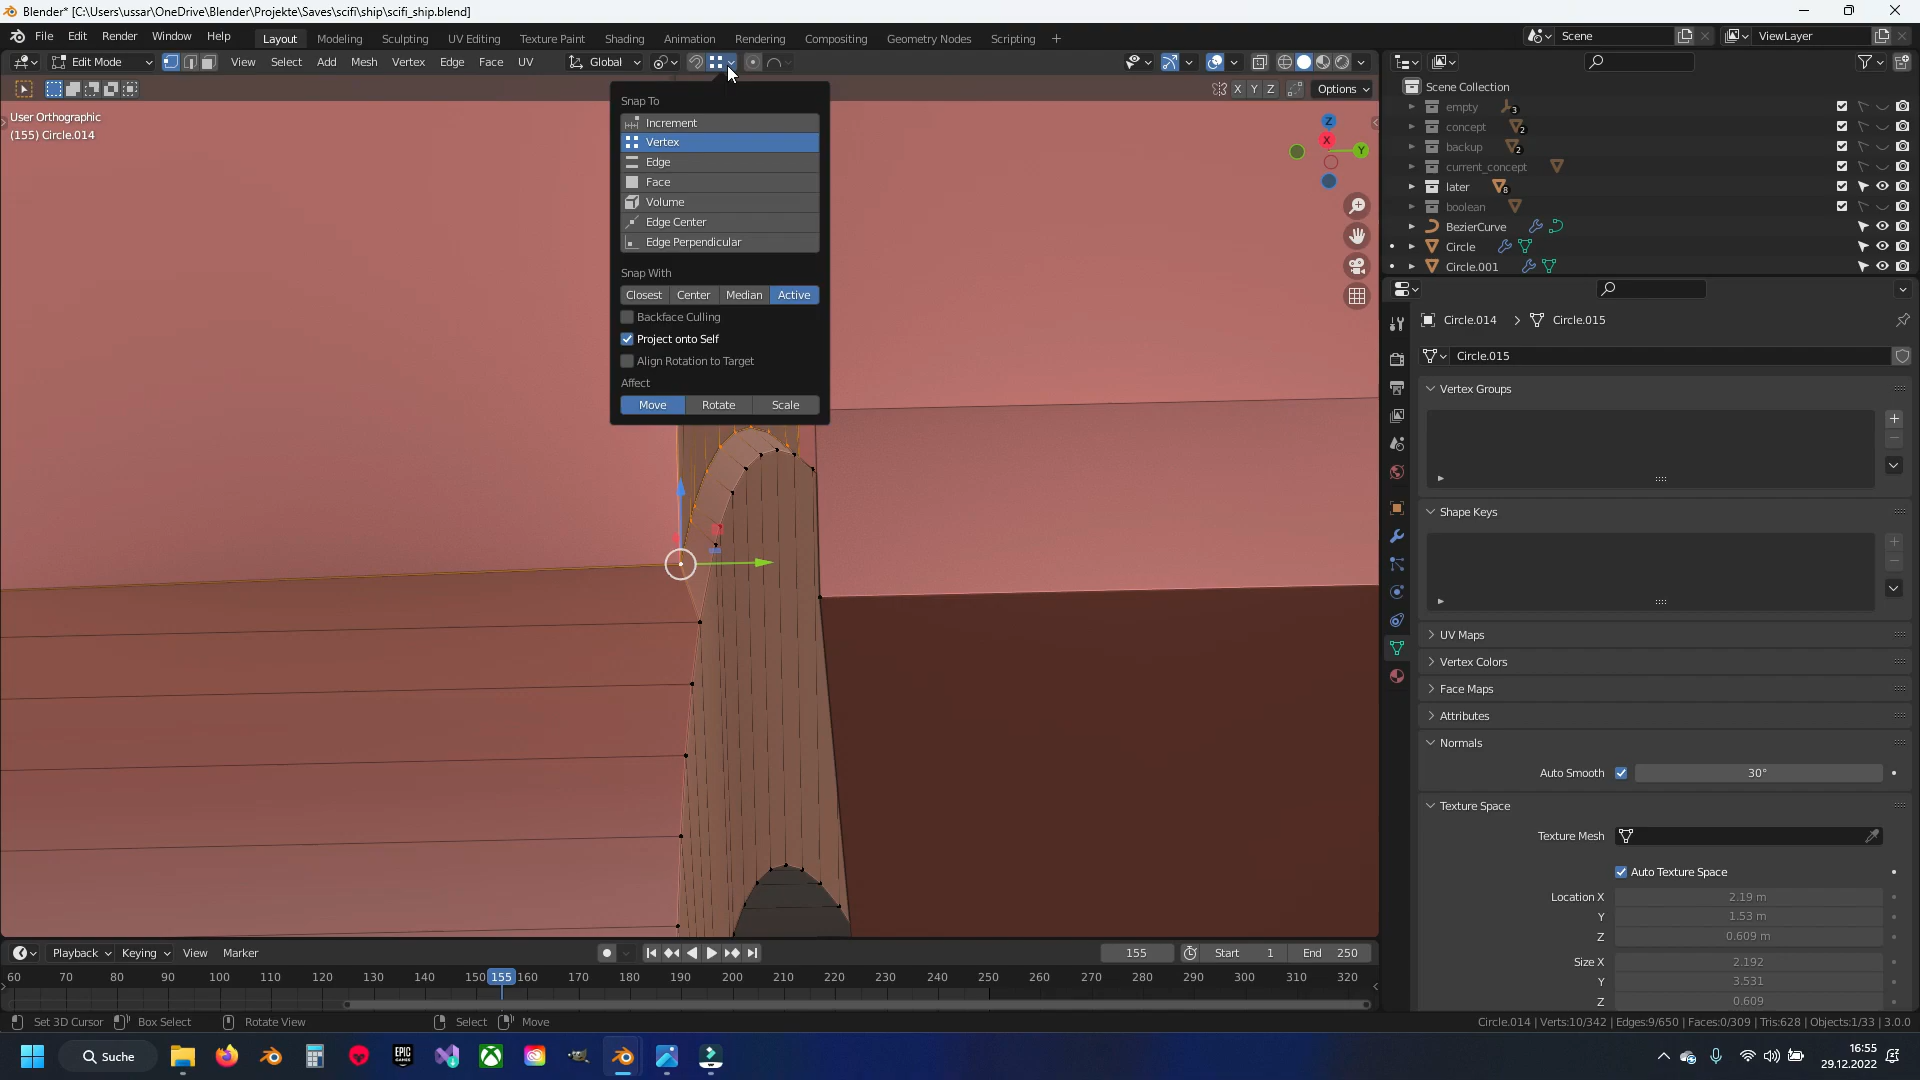 Blender* [C:\Users\ussar\OneDrive\Blender\Projekte\Saves\scifi\ship\scifi_ship.blend]
File Edit Render Window Help Layout Modeling Sculpting UV Editing Texture Paint Shading Animation Rendering Compositing Geometry Nodes Scripting + Scene ViewLayer
Edit Mode View Select Add Mesh Vertex Edge Face UV Global
X Y Z Options
User Orthographic
(155) Circle.014
Snap To
Increment
Vertex
Edge
Face
Volume
Edge Center
Edge Perpendicular
Snap With
Closest Center Median Active
Backface Culling
Project onto Self
Align Rotation to Target
Affect
Move Rotate Scale
Z
X
Y
Scene Collection
empty 3
concept 2
backup 2
current_concept
later 8
boolean
BezierCurve
Circle
Circle.001
Circle.014 > Circle.015
Circle.015
Vertex Groups
Shape Keys
UV Maps
Vertex Colors
Face Maps
Attributes
Normals
Auto Smooth 30°
Texture Space
Texture Mesh
Auto Texture Space
Location X 2.19 m
Y 1.53 m
Z 0.609 m
Size X 2.192
Y 3.531
Z 0.609
Playback Keying View Marker 155 Start 1 End 250
60 70 80 90 100 110 120 130 140 150 155 160 170 180 190 200 210 220 230 240 250 260 270 280 290 300 310 320
Set 3D Cursor Box Select Rotate View Select Move Circle.014 | Verts:10/342 | Edges:9/650 | Faces:0/309 | Tris:628 | Objects:1/33 | 3.0.0
Suche
EPIC GAMES
16:55
29.12.2022